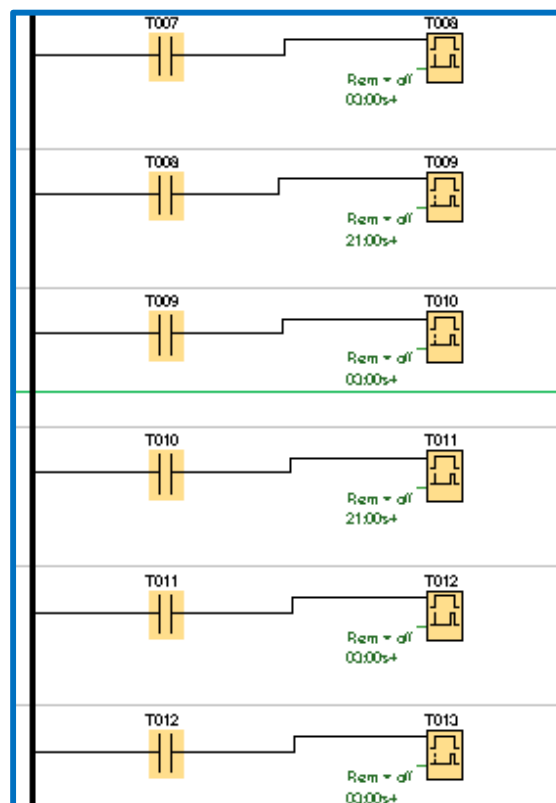 T007 T008
Rem = off
03:00s+
T008 T009
Rem = off
21:00s+
T009 T010
Rem = off
03:00s+
T010 T011
Rem = off
21:00s+
T011 T012
Rem = off
03:00s+
T012 T013
Rem = off
03:00s+